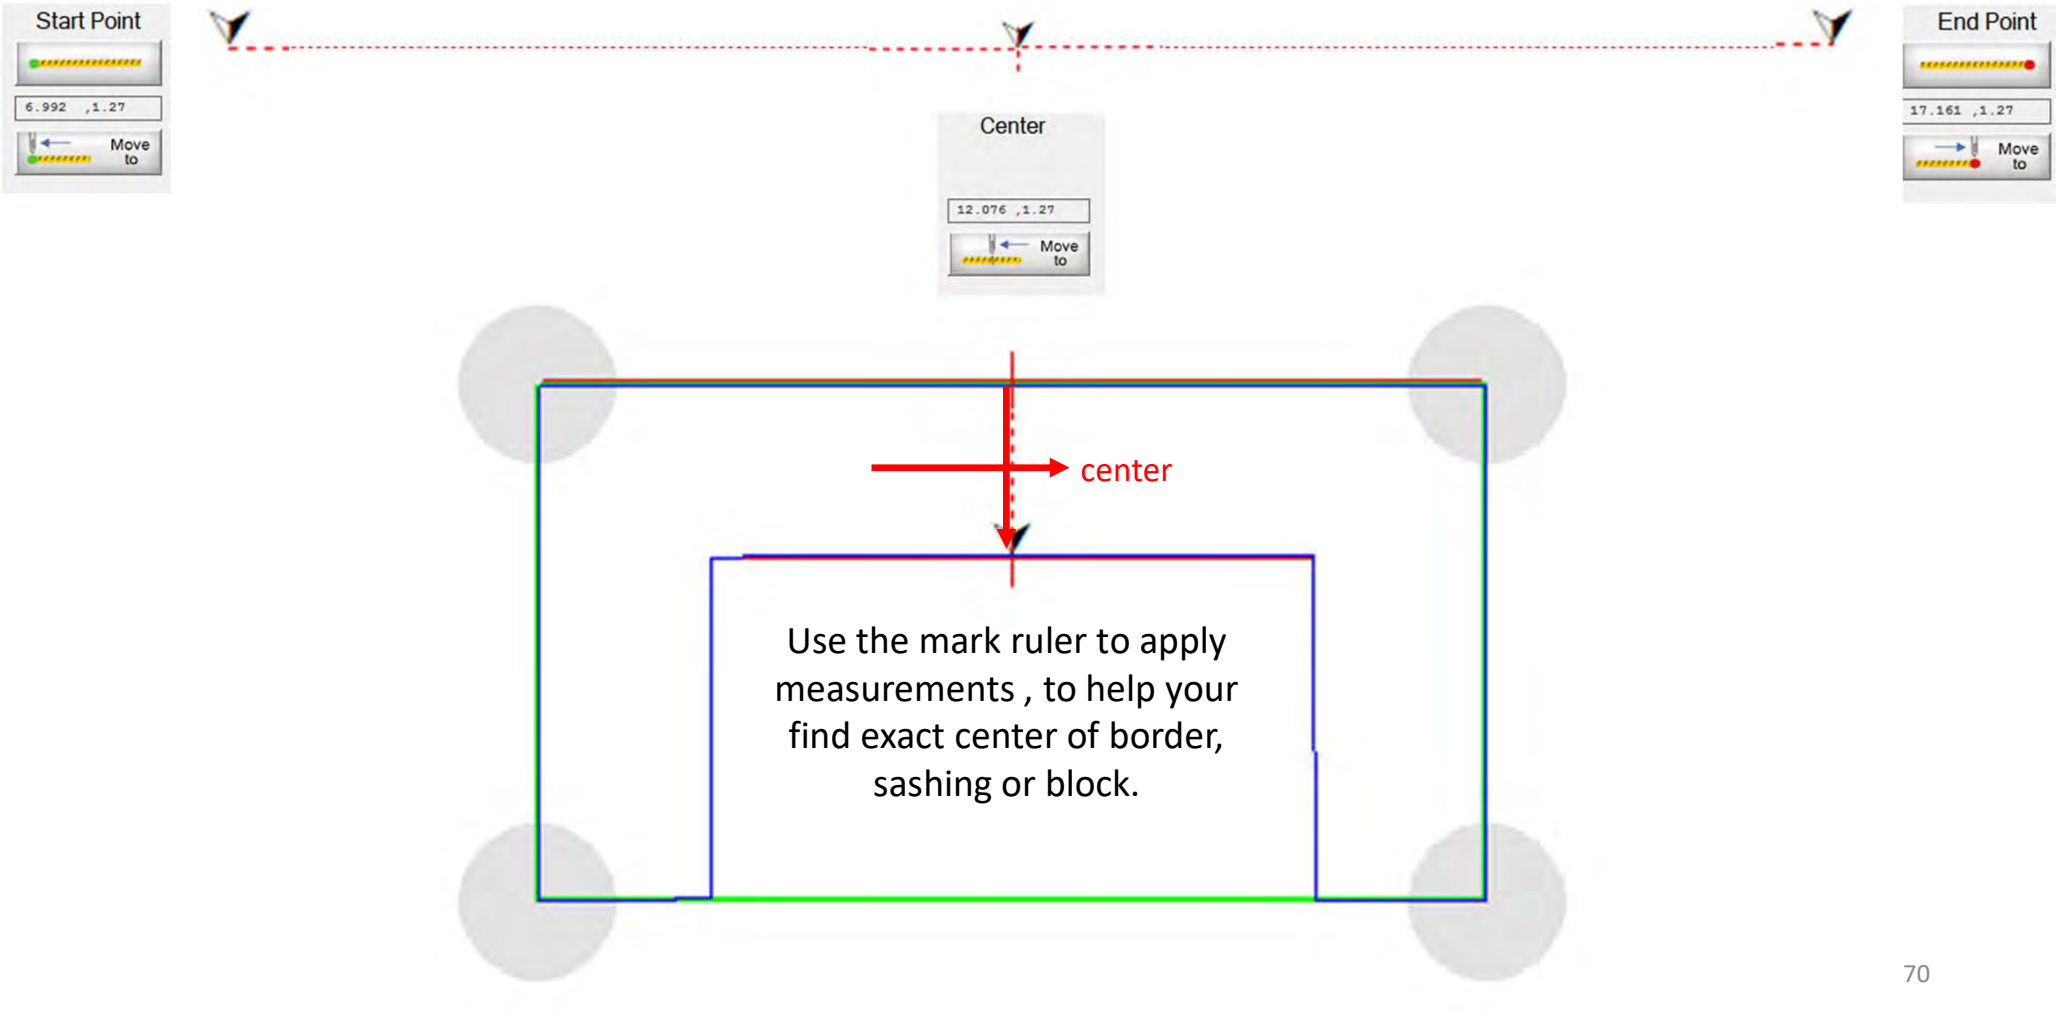 Start Point
6.992 ,1.27
Move
to
Center
12.076 ,1.27
Move
to
End Point
17.161 ,1.27
Move
to
center
Use the mark ruler to apply
measurements , to help your
find exact center of border,
sashing or block.
70